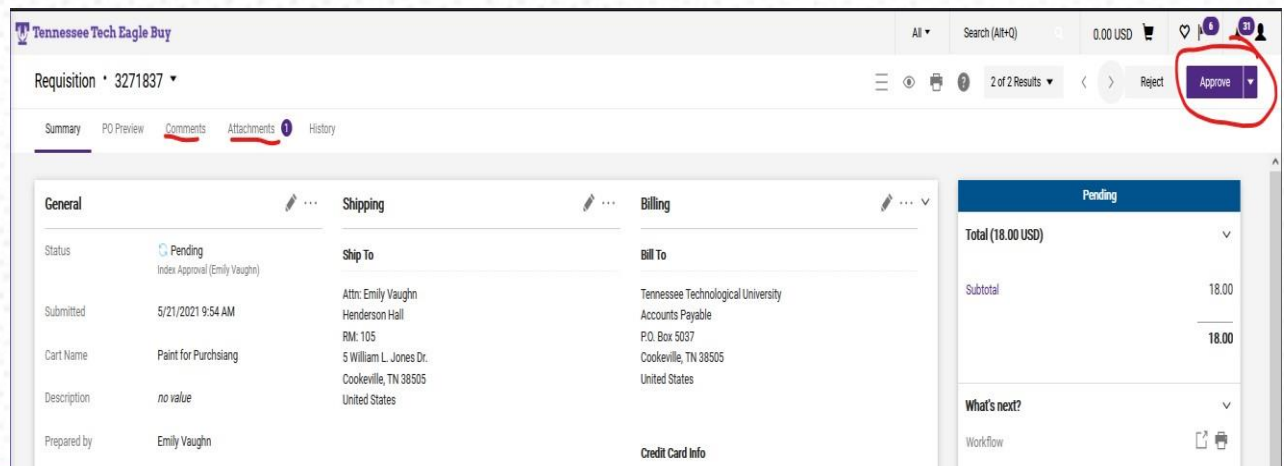 Tennessee Tech Eagle Buy
All
Search (Alt+Q)
0.00 USD
6
31
Requisition • 3271837
2 of 2 Results
Reject
Approve
Summary
PO Preview
Comments
Attachments 1
History
General
Status
Pending
Index Approval (Emily Vaughn)
Submitted
5/21/2021 9:54 AM
Cart Name
Paint for Purchsiang
Description
no value
Prepared by
Emily Vaughn
Shipping
Ship To
Attn: Emily Vaughn
Henderson Hall
RM: 105
5 William L. Jones Dr.
Cookeville, TN 38505
United States
Billing
Bill To
Tennessee Technological University
Accounts Payable
P.O. Box 5037
Cookeville, TN 38505
United States
Credit Card Info
Pending
Total (18.00 USD)
Subtotal
18.00
18.00
What's next?
Workflow